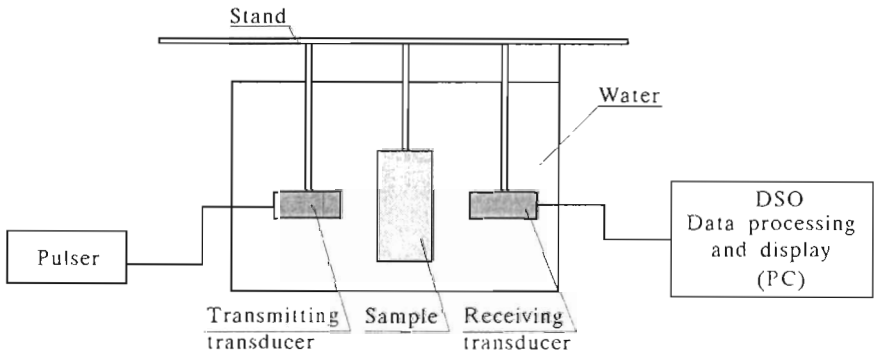 Stand
Water
Pulser
DSO
Data processing
and display
(PC)
Transmitting
transducer
Sample
Receiving
transducer